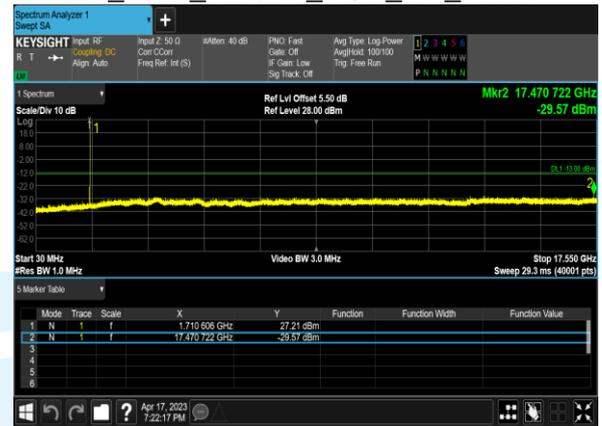 Spectrum Analyzer 1
Swept SA
+
KEYSIGHT Input: RF Input Z: 50 Ω #Atten: 40 dB PNO: Fast Avg Type: Log-Power 1 2 3 4 5 6
R T Coupling: DC Corr CCorr Gate: Off Avg|Hold: 100/100 M W W W W W
Align: Auto Freq Ref: Int (S) IF Gain: Low Trig: Free Run P N N N N N
LV Sig Track: Off
1 Spectrum Ref Lvl Offset 5.50 dB Mkr2 17.470 722 GHz
Scale/Div 10 dB Ref Level 28.00 dBm -29.57 dBm
Log
1
18.0
8.00
-2.00
DL1 -13.00 dBm
-12.0
2
-22.0
-32.0
-42.0
-52.0
-62.0
Start 30 MHz Video BW 3.0 MHz Stop 17.550 GHz
#Res BW 1.0 MHz Sweep 29.3 ms (40001 pts)
5 Marker Table
Mode Trace Scale X Y Function Function Width Function Value
1 N 1 f 1.710 606 GHz 27.21 dBm
2 N 1 f 17.470 722 GHz -29.57 dBm
3
4
5
6
? Apr 17, 2023
7:22:17 PM